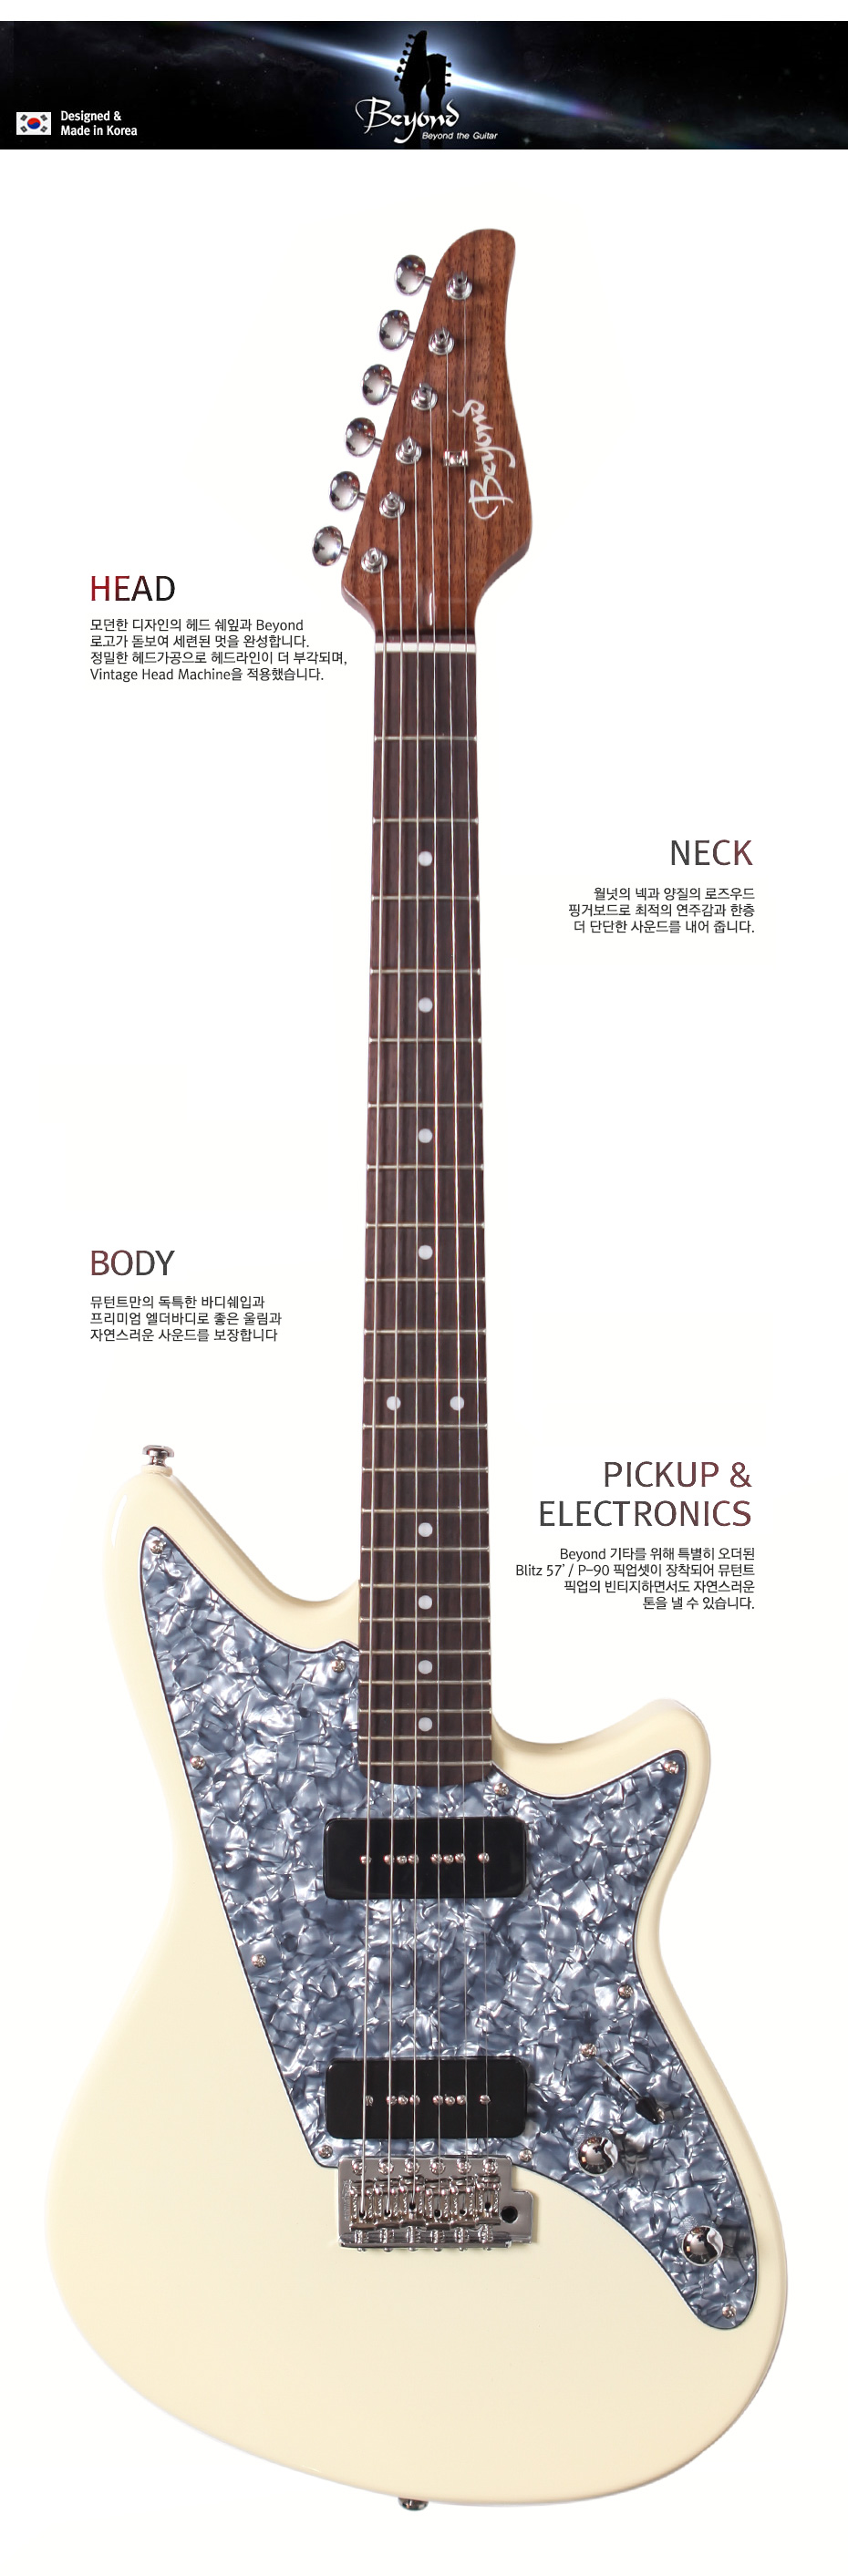 Designed &
Made in Korea
Beyond
Beyond the Guitar
Beyond
HEAD
모던한 디자인의 헤드 쉐잎과 Beyond
로고가 돋보여 세련된 멋을 완성합니다.
정밀한 헤드가공으로 헤드라인이 더 부각되며,
Vintage Head Machine을 적용했습니다.
NECK
월넛의 넥과 양질의 로즈우드
핑거보드로 최적의 연주감과 한층
더 단단한 사운드를 내어 줍니다.
BODY
뮤턴트만의 독특한 바디쉐입과
프리미엄 엘더바디로 좋은 울림과
자연스러운 사운드를 보장합니다
PICKUP &
ELECTRONICS
Beyond 기타를 위해 특별히 오더된
Blitz 57' / P-90 픽업셋이 장착되어 뮤턴트
픽업의 빈티지하면서도 자연스러운
톤을 낼 수 있습니다.